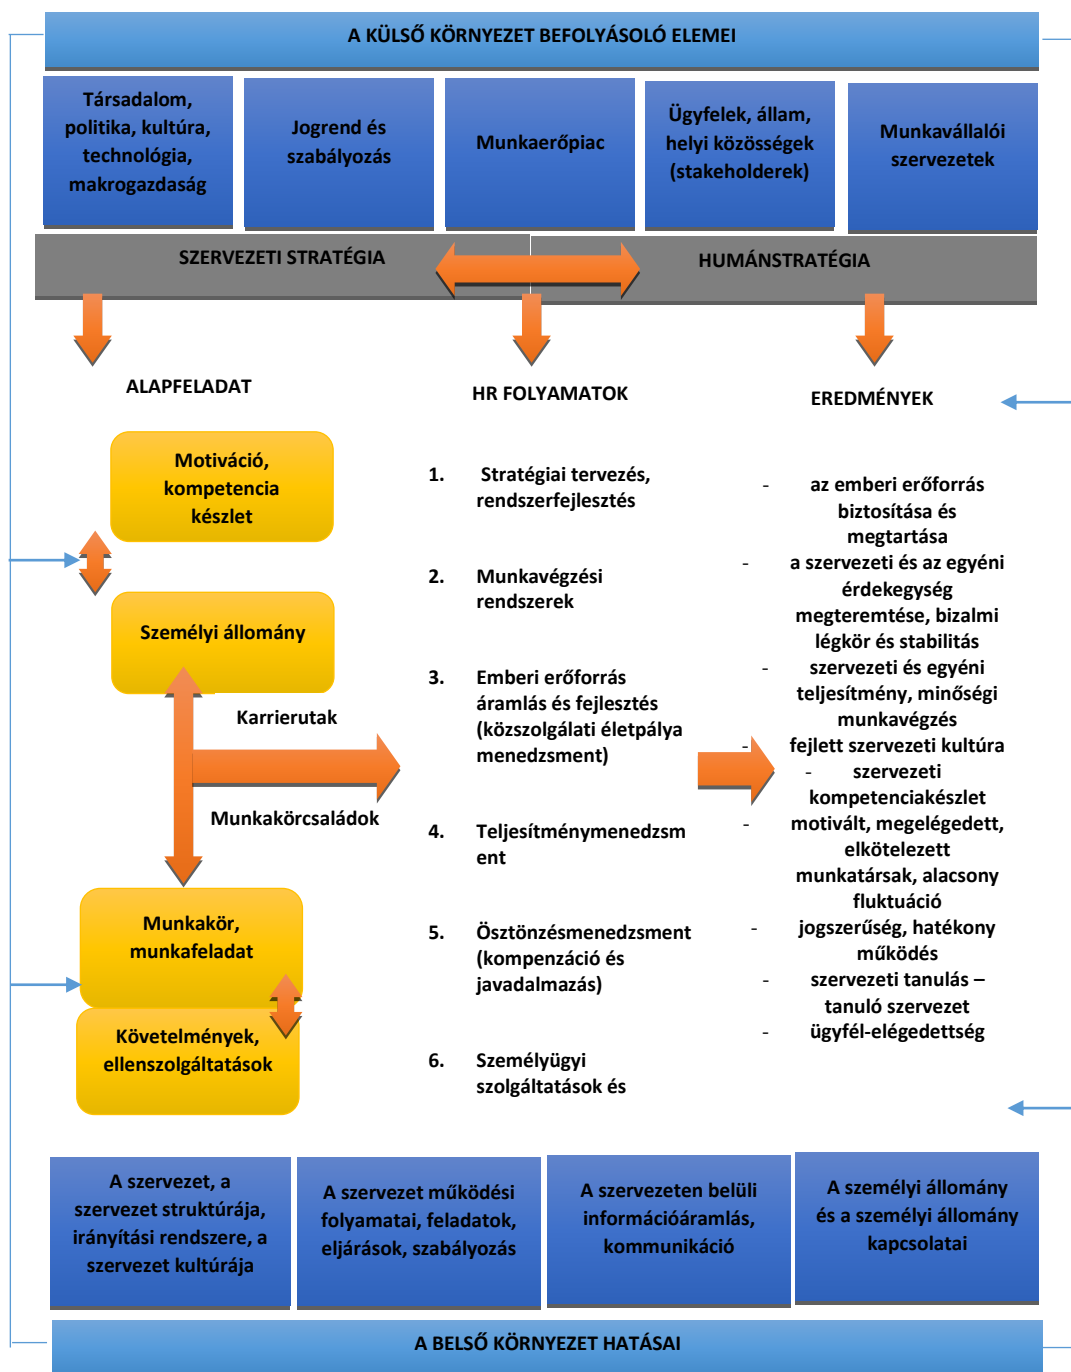 A KÜLSŐ KÖRNYEZET BEFOLYÁSOLÓ ELEMEI
Társadalom,
politika, kultúra,
technológia,
makrogazdaság
Jogrend és
szabályozás
Munkaerőpiac
Ügyfelek, állam,
helyi közösségek
(stakeholderek)
Munkavállalói
szervezetek
SZERVEZETI STRATÉGIA
HUMÁNSTRATÉGIA
ALAPFELADAT
Motiváció,
kompetencia
készlet
Személyi állomány
Karrierutak
Munkakörcsaládok
Munkakör,
munkafeladat
Követelmények,
ellenszolgáltatások
HR FOLYAMATOK
1. Stratégiai tervezés,
rendszerfejlesztés
2. Munkavégzési
rendszerek
3. Emberi erőforrás
áramlás és fejlesztés
(közszolgálati életpálya
menedzsment)
4. Teljesítménymenedzsm
ent
5. Ösztönzésmenedzsment
(kompenzáció és
javadalmazás)
6. Személyügyi
szolgáltatások és
EREDMÉNYEK
- az emberi erőforrás
biztosítása és
megtartása
- a szervezeti és az egyéni
érdekegység
megteremtése, bizalmi
légkör és stabilitás
- szervezeti és egyéni
teljesítmény, minőségi
munkavégzés
- fejlett szervezeti kultúra
- szervezeti
kompetenciakészlet
- motivált, megelégedett,
elkötelezett
munkatársak, alacsony
fluktuáció
- jogszerűség, hatékony
működés
- szervezeti tanulás –
tanuló szervezet
- ügyfél-elégedettség
A szervezet, a
szervezet struktúrája,
irányítási rendszere, a
szervezet kultúrája
A szervezet működési
folyamatai, feladatok,
eljárások, szabályozás
A szervezeten belüli
információáramlás,
kommunikáció
A személyi állomány
és a személyi állomány
kapcsolatai
A BELSŐ KÖRNYEZET HATÁSAI